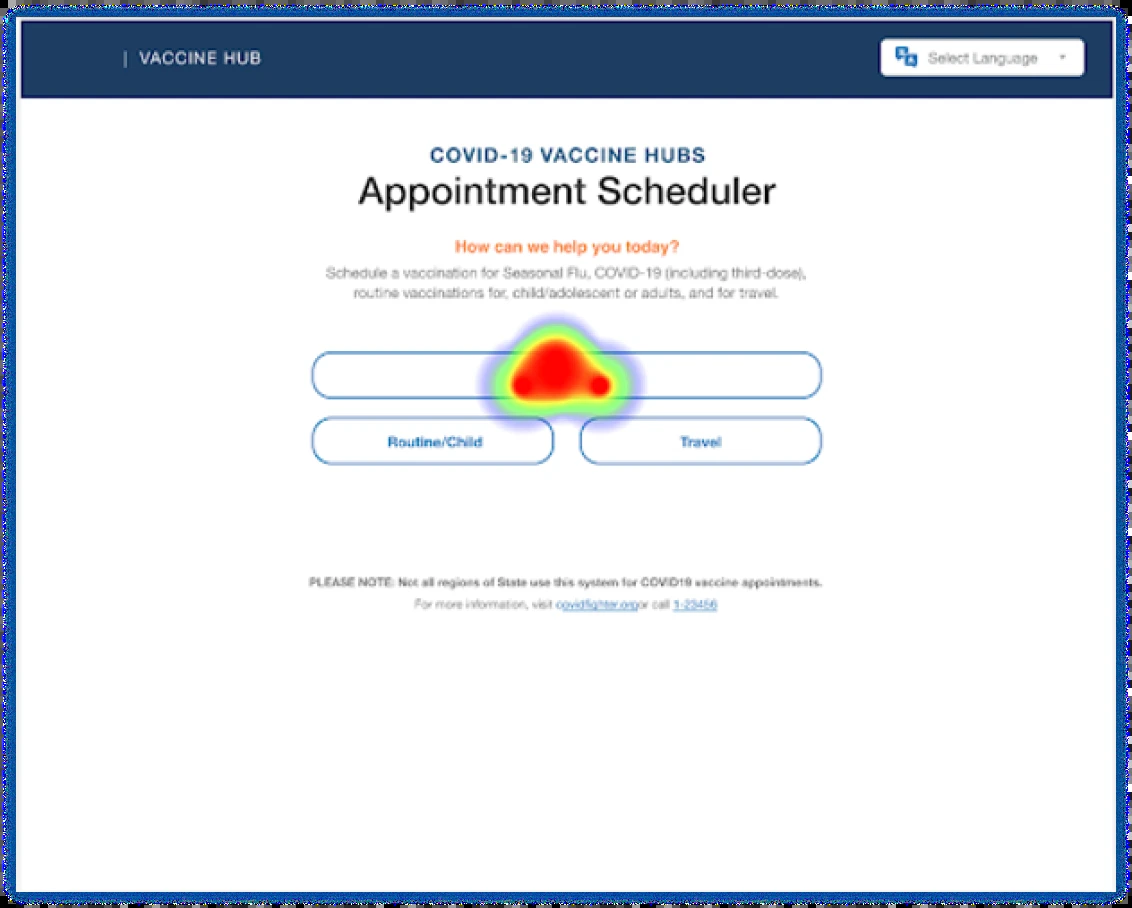 | VACCINE HUB
Select Language
COVID-19 VACCINE HUBS
Appointment Scheduler
How can we help you today?
Schedule a vaccination for Seasonal Flu, COVID-19 (including third-dose),
routine vaccinations for, child/adolescent or adults, and for travel.
Routine/Child
Travel
PLEASE NOTE: Not all regions of State use this system for COVID19 vaccine appointments.
For more information, visit covidfighter.orgor call 1-23456